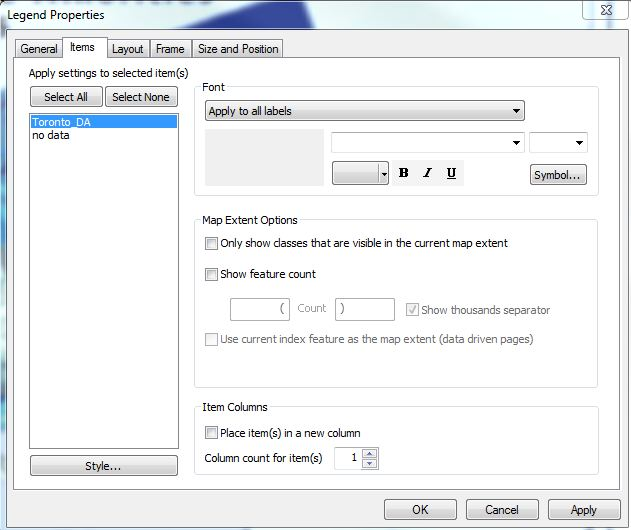 Legend Properties
General Items Layout Frame Size and Position
Apply settings to selected item(s)
Select All Select None
Toronto_DA
no data
Style...
Font
Apply to all labels
B I U Symbol...
Map Extent Options
Only show classes that are visible in the current map extent
Show feature count
( Count ) Show thousands separator
Use current index feature as the map extent (data driven pages)
Item Columns
Place item(s) in a new column
Column count for item(s) 1
OK Cancel Apply